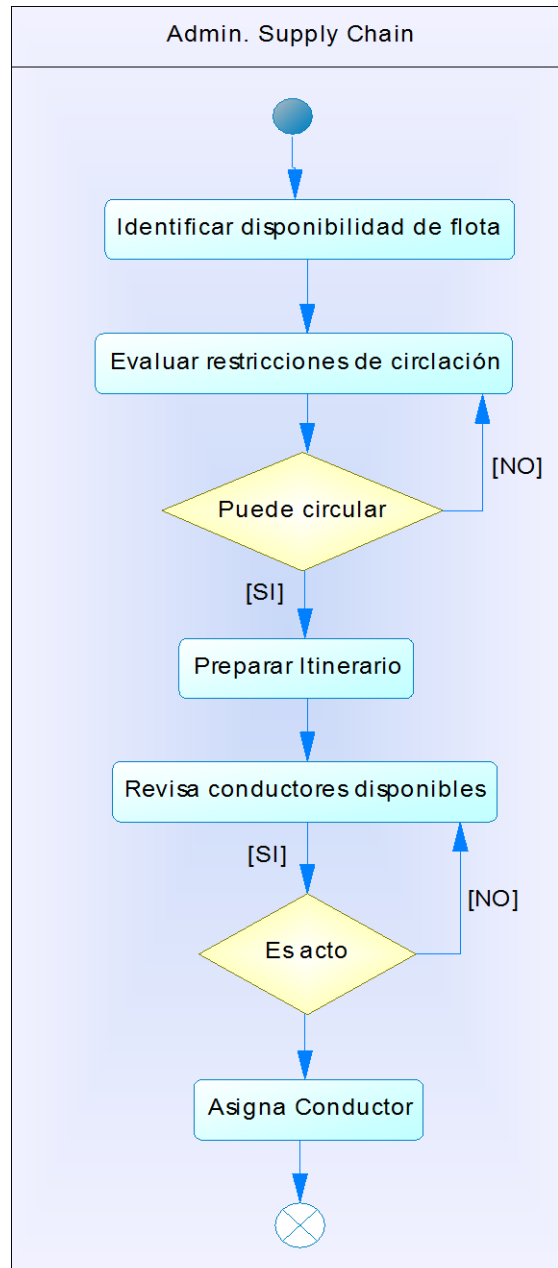 Admin. Supply Chain
Identificar disponibilidad de flota
Evaluar restricciones de circlación
[NO]
Puede circular
[SI]
Preparar Itinerario
Revisa conductores disponibles
[SI]
[NO]
Es acto
Asigna Conductor